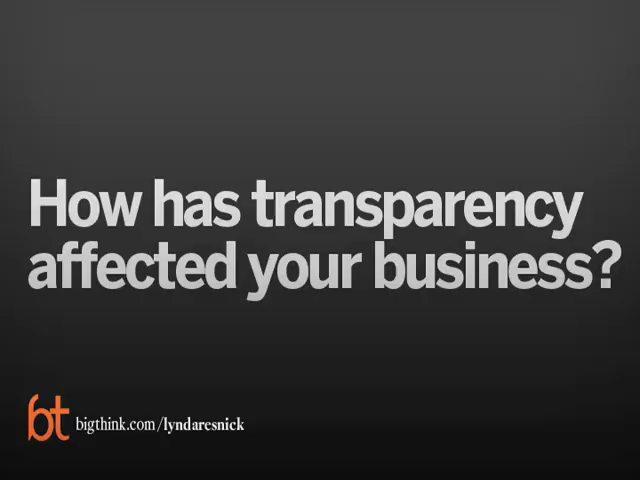 How has transparency
affected your business?
bt bigthink.com/lyndaresnick